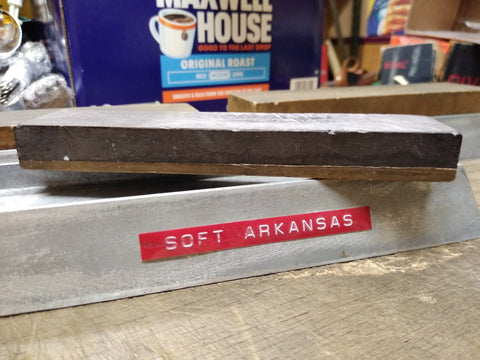 MAXWELL
HOUSE
GOOD TO THE LAST DROP
ORIGINAL ROAST
SOFT ARKANSAS